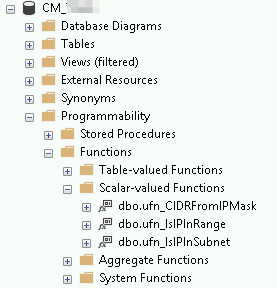 CM_
Database Diagrams
Tables
Views (filtered)
External Resources
Synonyms
Programmability
Stored Procedures
Functions
Table-valued Functions
Scalar-valued Functions
dbo.ufn_CIDRFromIPMask
dbo.ufn_IsIPInRange
dbo.ufn_IsIPInSubnet
Aggregate Functions
System Functions